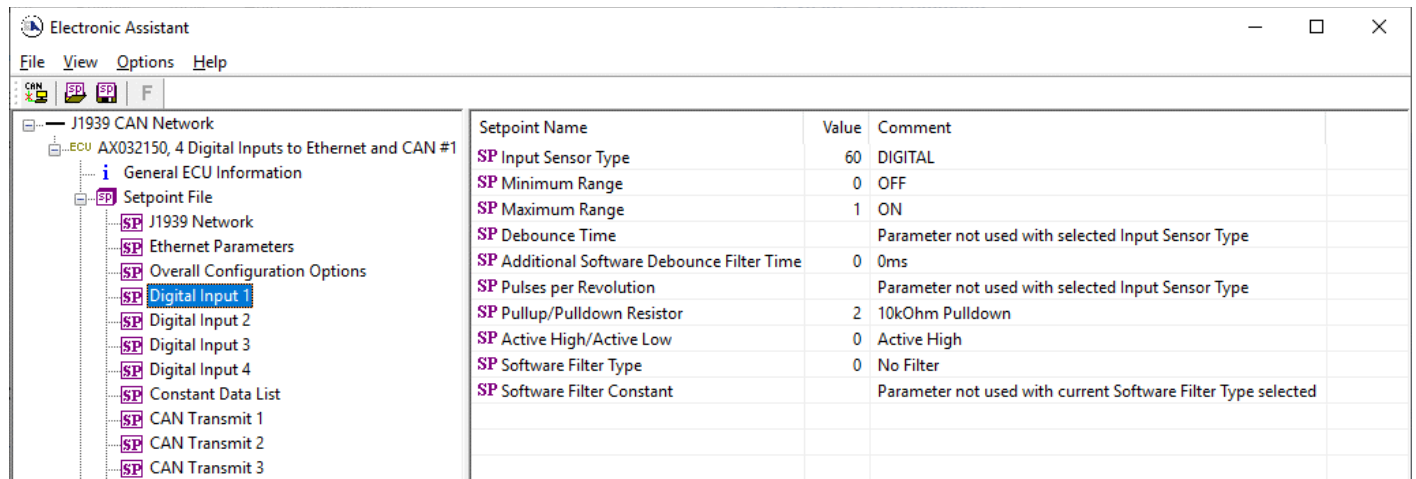 Electronic Assistant
File View Options Help
CAN SP SP F
J1939 CAN Network
ECU AX032150, 4 Digital Inputs to Ethernet and CAN #1
i General ECU Information
SP Setpoint File
SP J1939 Network
SP Ethernet Parameters
SP Overall Configuration Options
SP Digital Input 1
SP Digital Input 2
SP Digital Input 3
SP Digital Input 4
SP Constant Data List
SP CAN Transmit 1
SP CAN Transmit 2
SP CAN Transmit 3
Setpoint Name Value Comment
SP Input Sensor Type 60 DIGITAL
SP Minimum Range 0 OFF
SP Maximum Range 1 ON
SP Debounce Time Parameter not used with selected Input Sensor Type
SP Additional Software Debounce Filter Time 0 0ms
SP Pulses per Revolution Parameter not used with selected Input Sensor Type
SP Pullup/Pulldown Resistor 2 10kOhm Pulldown
SP Active High/Active Low 0 Active High
SP Software Filter Type 0 No Filter
SP Software Filter Constant Parameter not used with current Software Filter Type selected